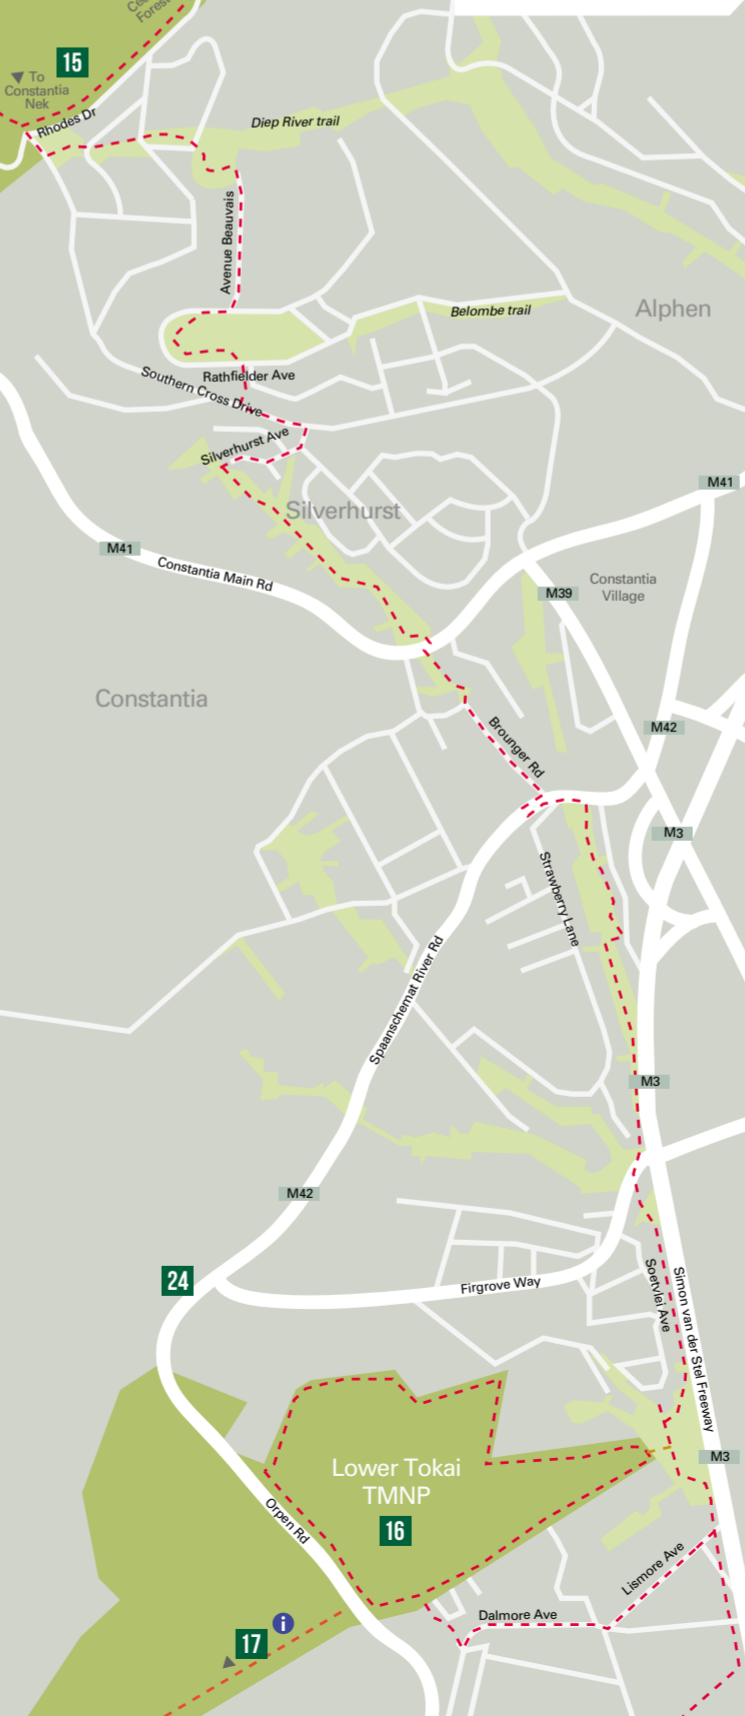 Ce
Fores
15
To
Constantia
Nek
Rhodes Dr
Diep River trail
Avenue Beauvais
Alphen
Belombe trail
Rathfielder Ave
Southern Cross Drive
Silverhurst Ave
M41
Silverhurst
M41
Constantia Main Rd
Constantia
Village
M39
Constantia
M42
Brounger Rd
M3
Strawberry Lane
Spaanschemat River Rd
M3
M42
24
Firgrove Way
Soetvlei Ave
Simon van der Stel Freeway
Lower Tokai
TMNP
16
M3
Orpen Rd
Lismore Ave
Dalmore Ave
i
17